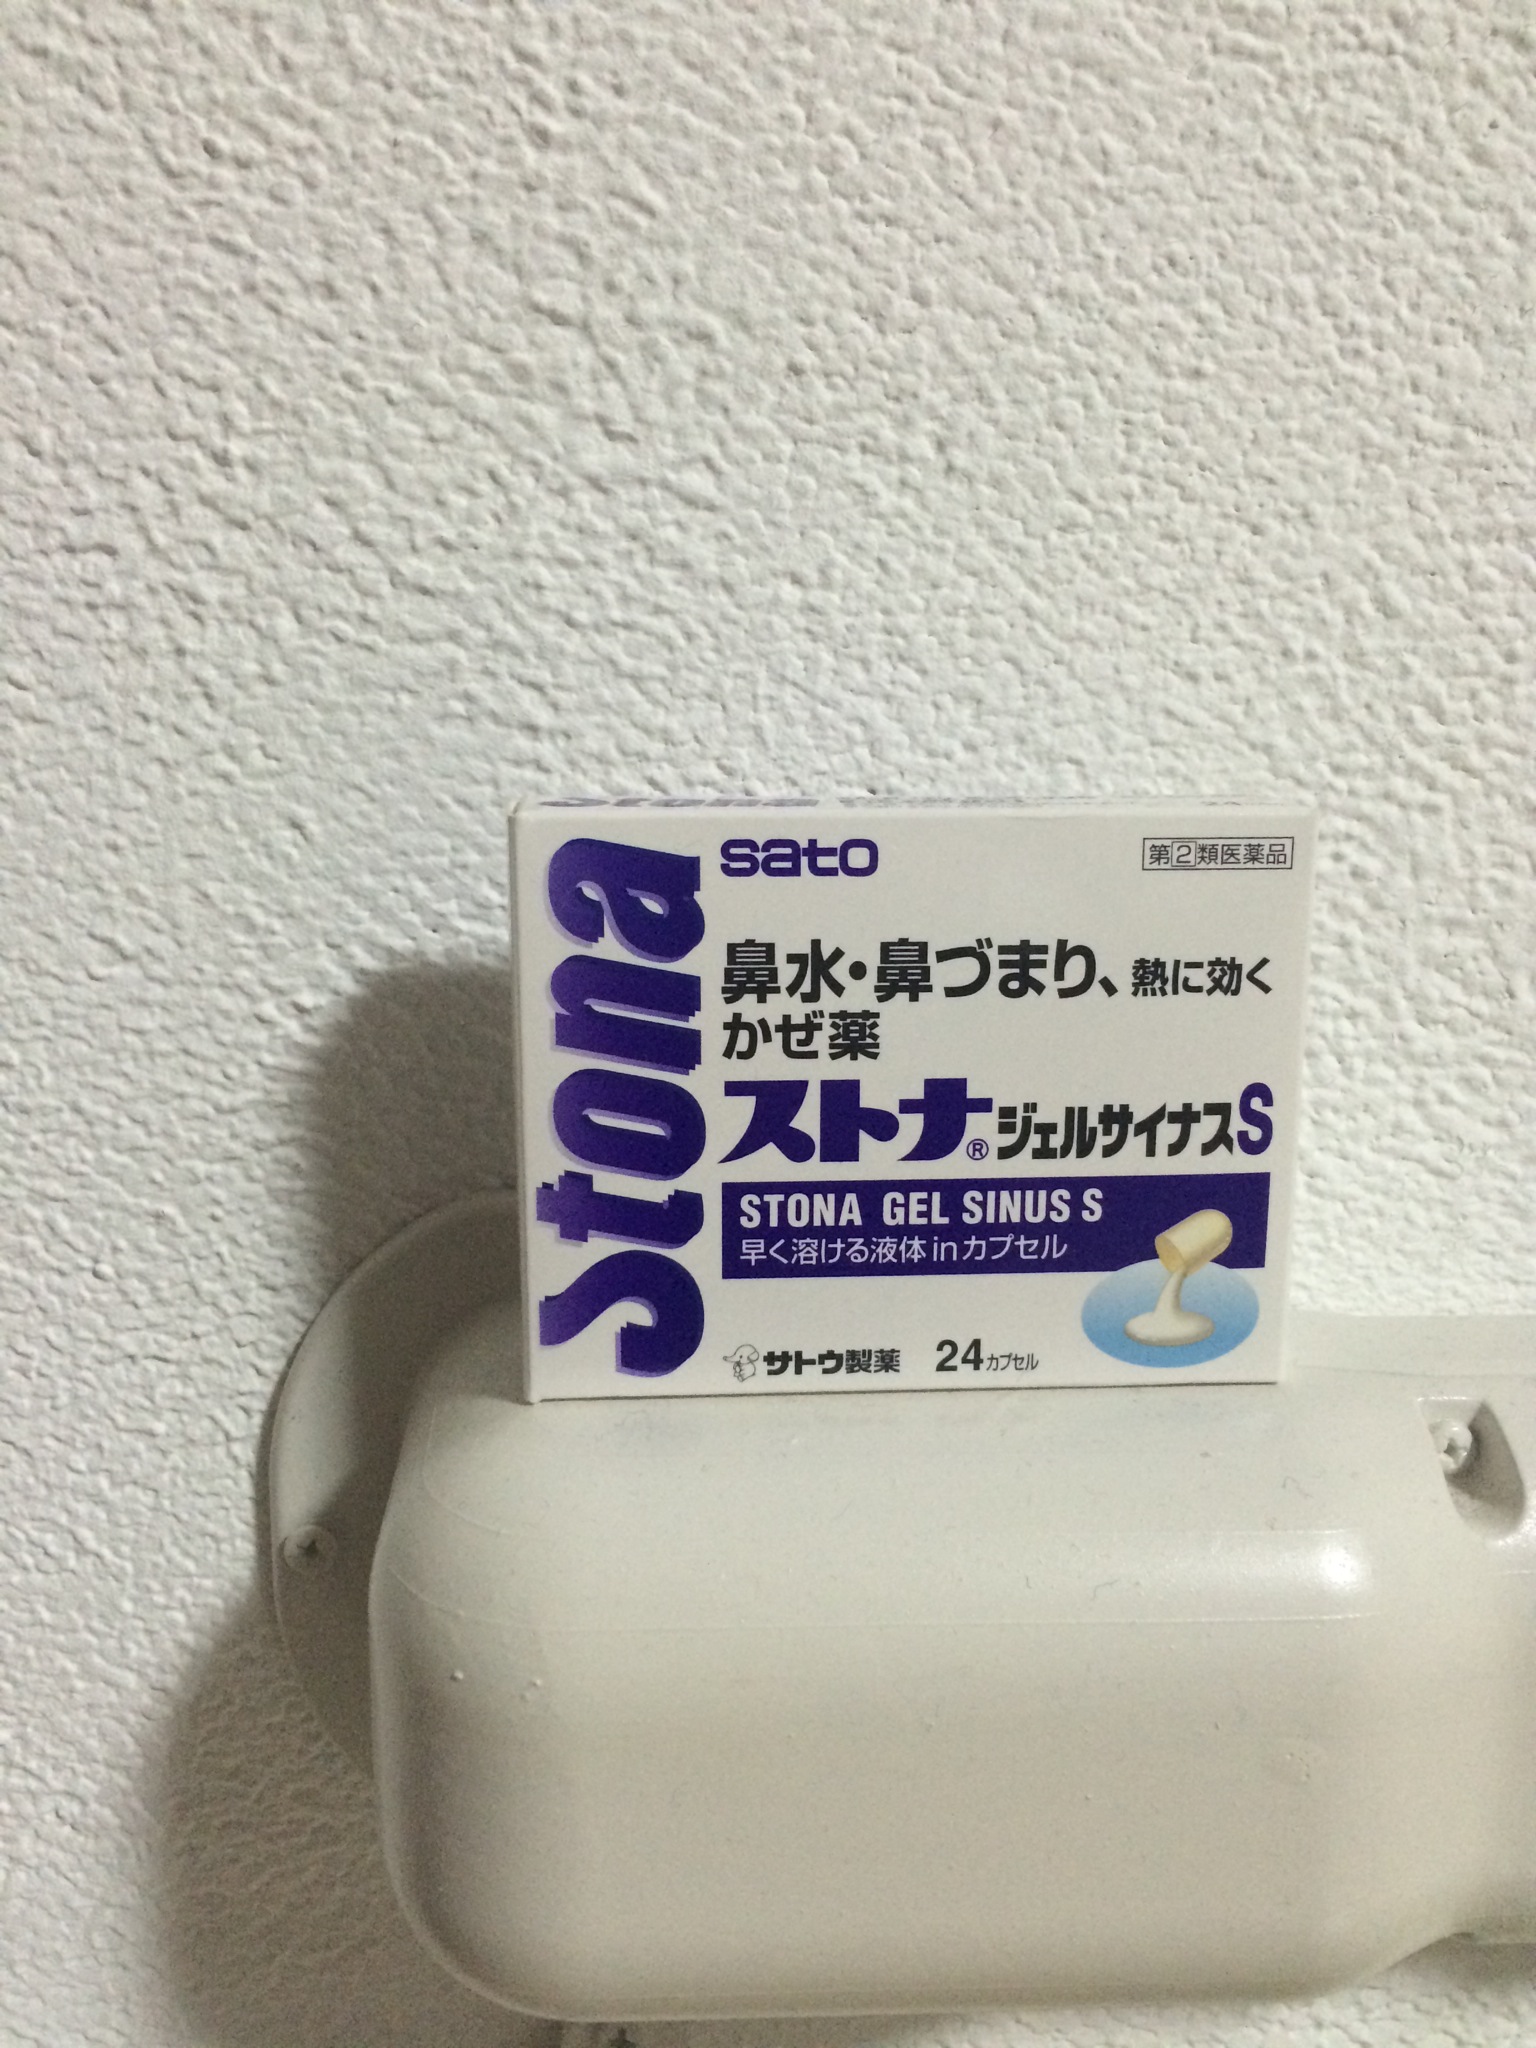 Stona
sato
第②類医薬品
鼻水・鼻づまり、熱に効く
かぜ薬
ストナ®ジェルサイナスS
STONA GEL SINUS S
早く溶ける液体inカプセル
サトウ製薬 24カプセル